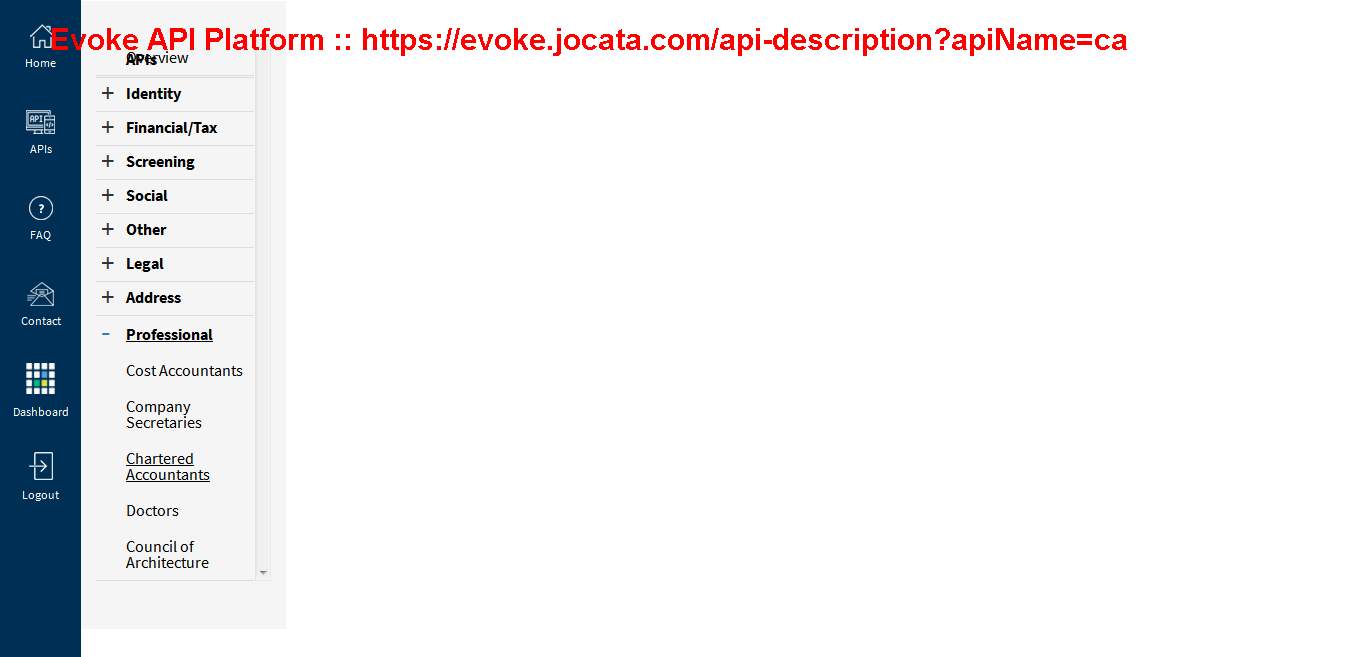 Evoke API Platform :: https://evoke.jocata.com/api-description?apiName=ca
Home
APIs
FAQ
?
Contact
Dashboard
Logout
APIs
Overview
+ Identity
+ Financial/Tax
+ Screening
+ Social
+ Other
+ Legal
+ Address
− Professional
Cost Accountants
Company
Secretaries
Chartered
Accountants
Doctors
Council of
Architecture